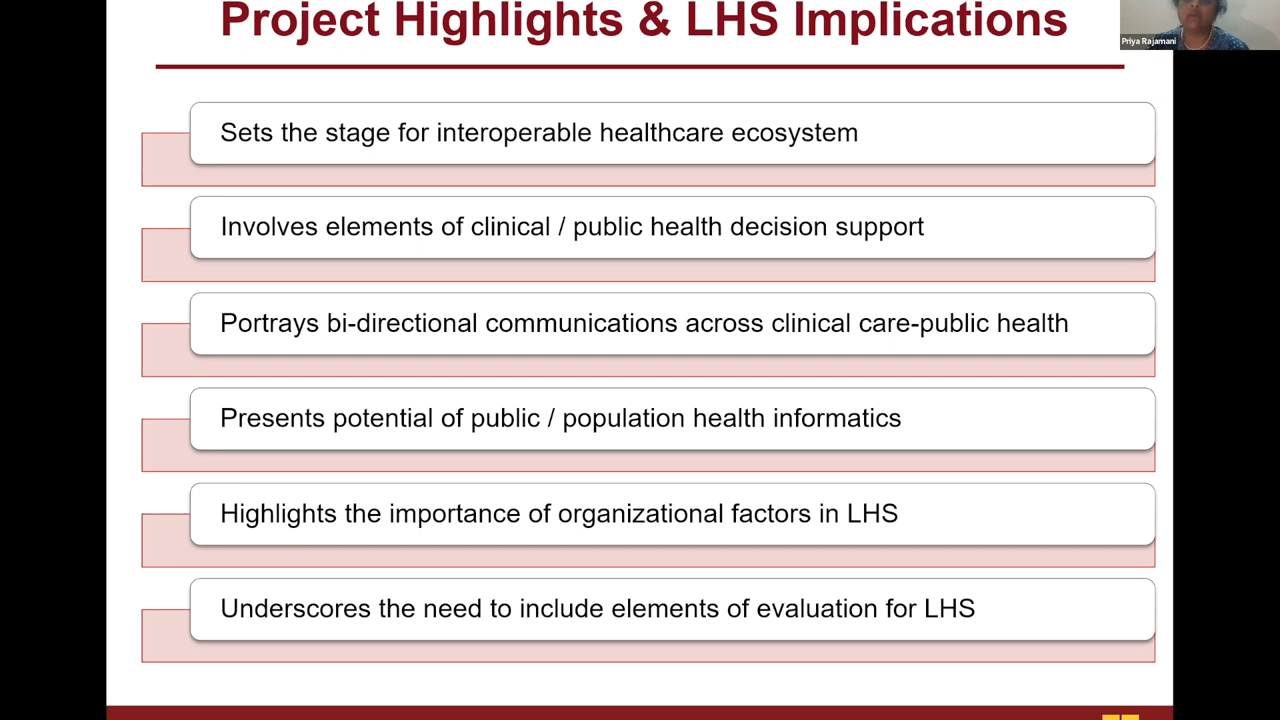 Project Highlights & LHS Implications
Priya Rajamani
Sets the stage for interoperable healthcare ecosystem
Involves elements of clinical / public health decision support
Portrays bi-directional communications across clinical care-public health
Presents potential of public / population health informatics
Highlights the importance of organizational factors in LHS
Underscores the need to include elements of evaluation for LHS